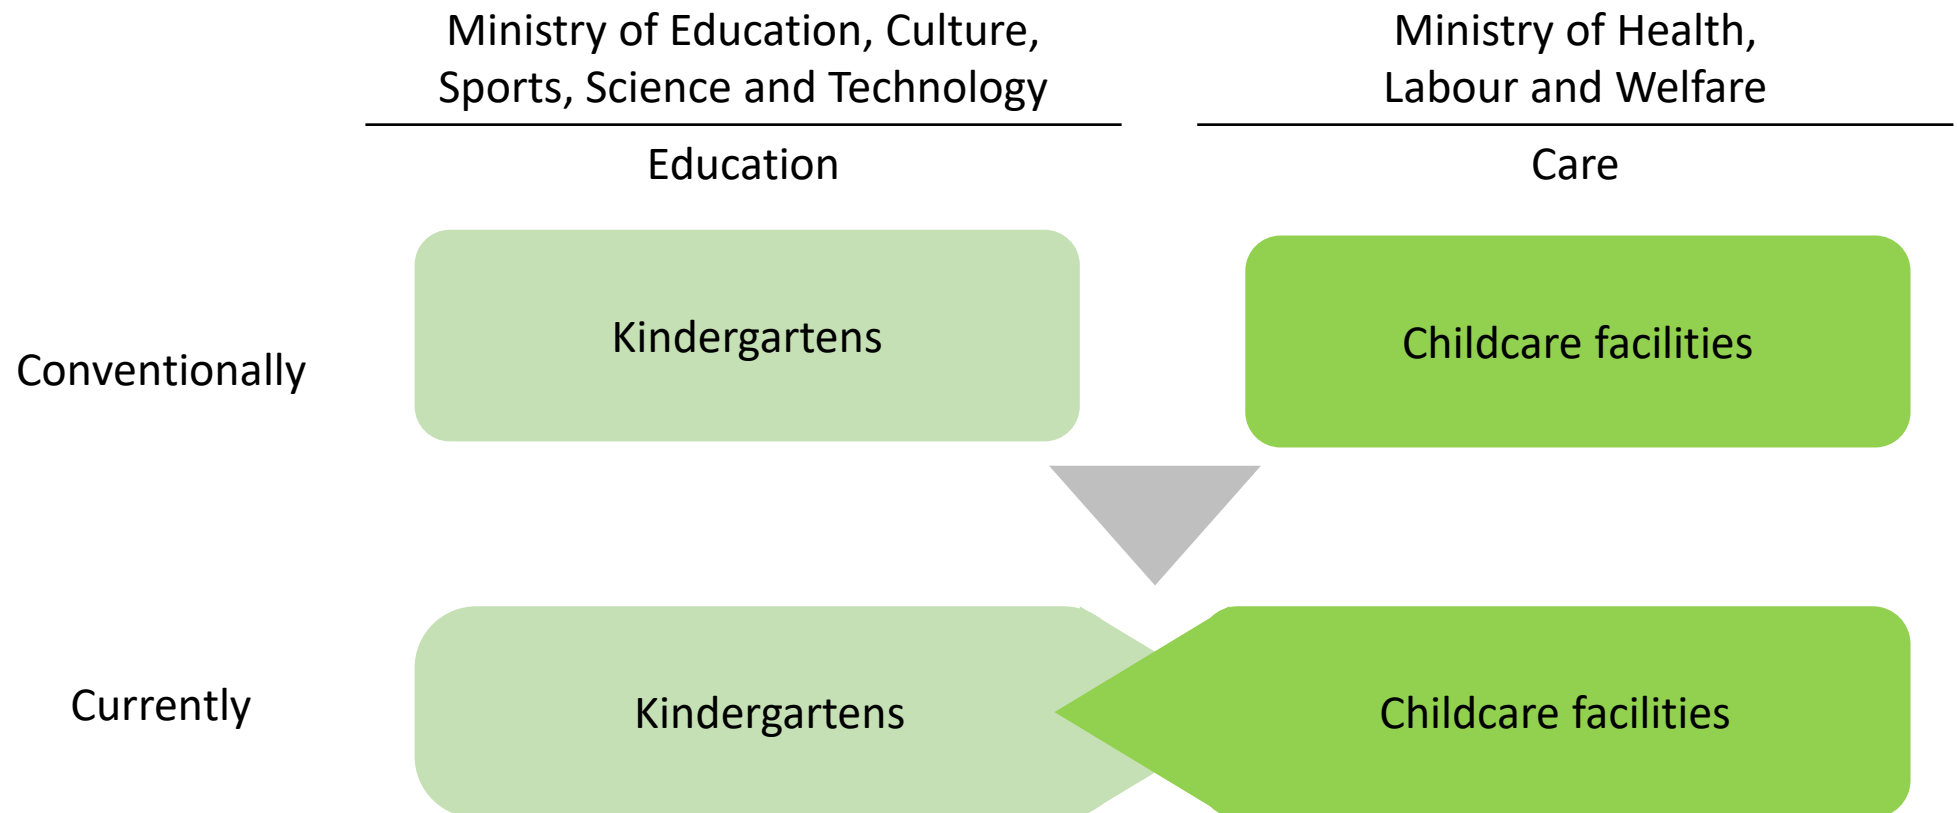 Ministry of Education, Culture,
Sports, Science and Technology
Ministry of Health,
Labour and Welfare
Education
Care
Conventionally
Kindergartens
Childcare facilities
Currently
Kindergartens
Childcare facilities